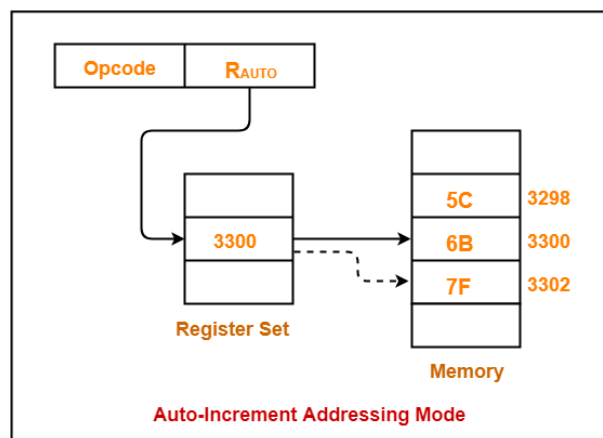 Opcode RAUTO
5C 3298
3300 6B 3300
7F 3302
Register Set
Memory
Auto-Increment Addressing Mode